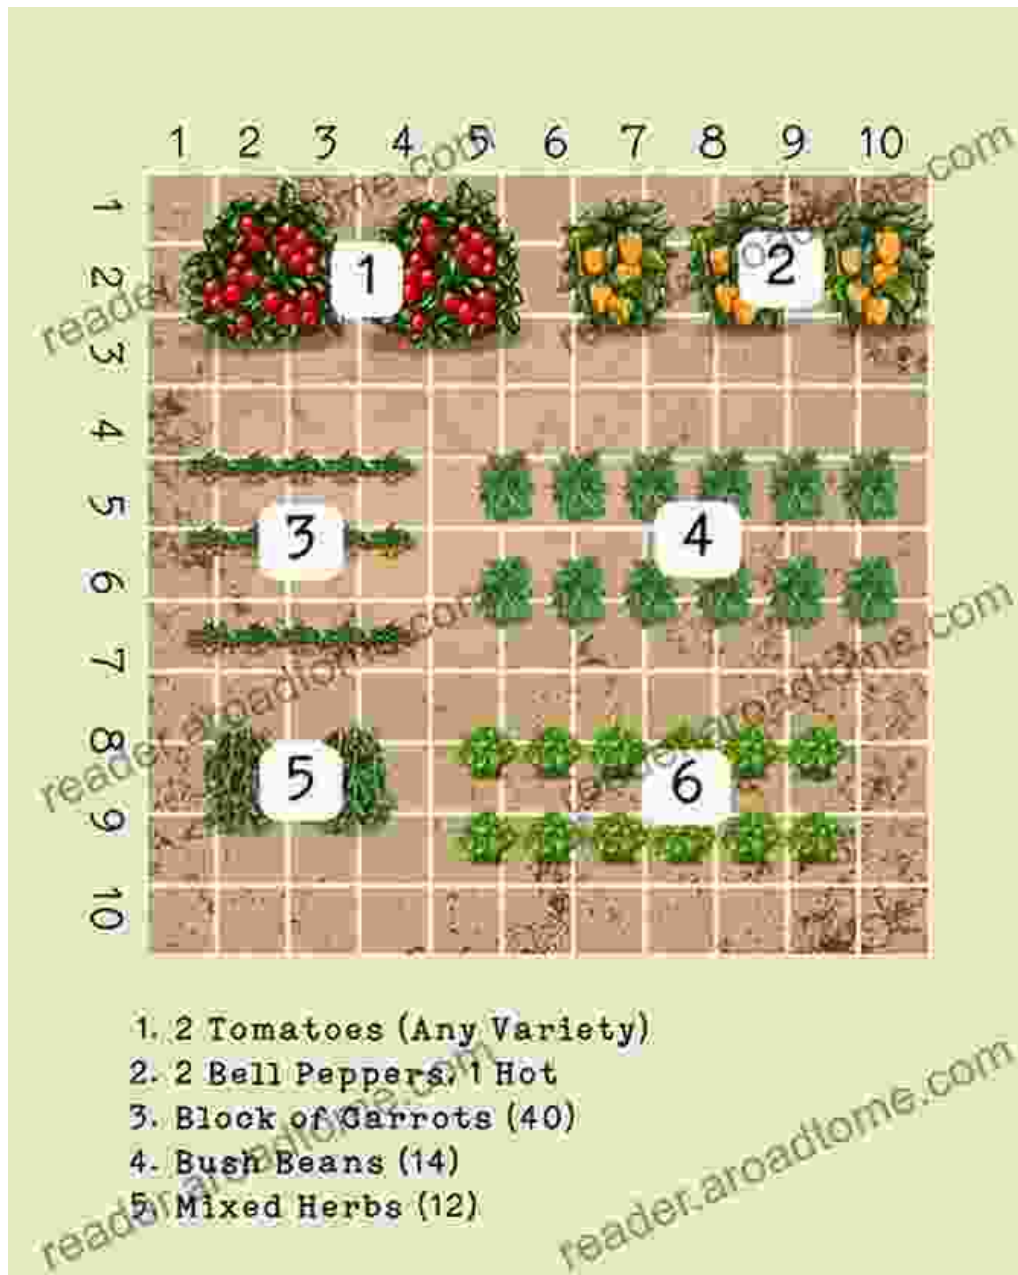 1 2 3 4 5 6 7 8 9 10
1
2
3
4
5
6
7
8
9
10
1
2
3
4
5
6
1. 2 Tomatoes (Any Variety)
2. 2 Bell Peppers, 1 Hot
3. Block of Carrots (40)
4. Bush Beans (14)
5. Mixed Herbs (12)
reader.aroadtome.com
reader.aroadtome.com
reader.aroadtome.com
reader.aroadtome.com
reader.aroadtome.com
reader.aroadtome.com